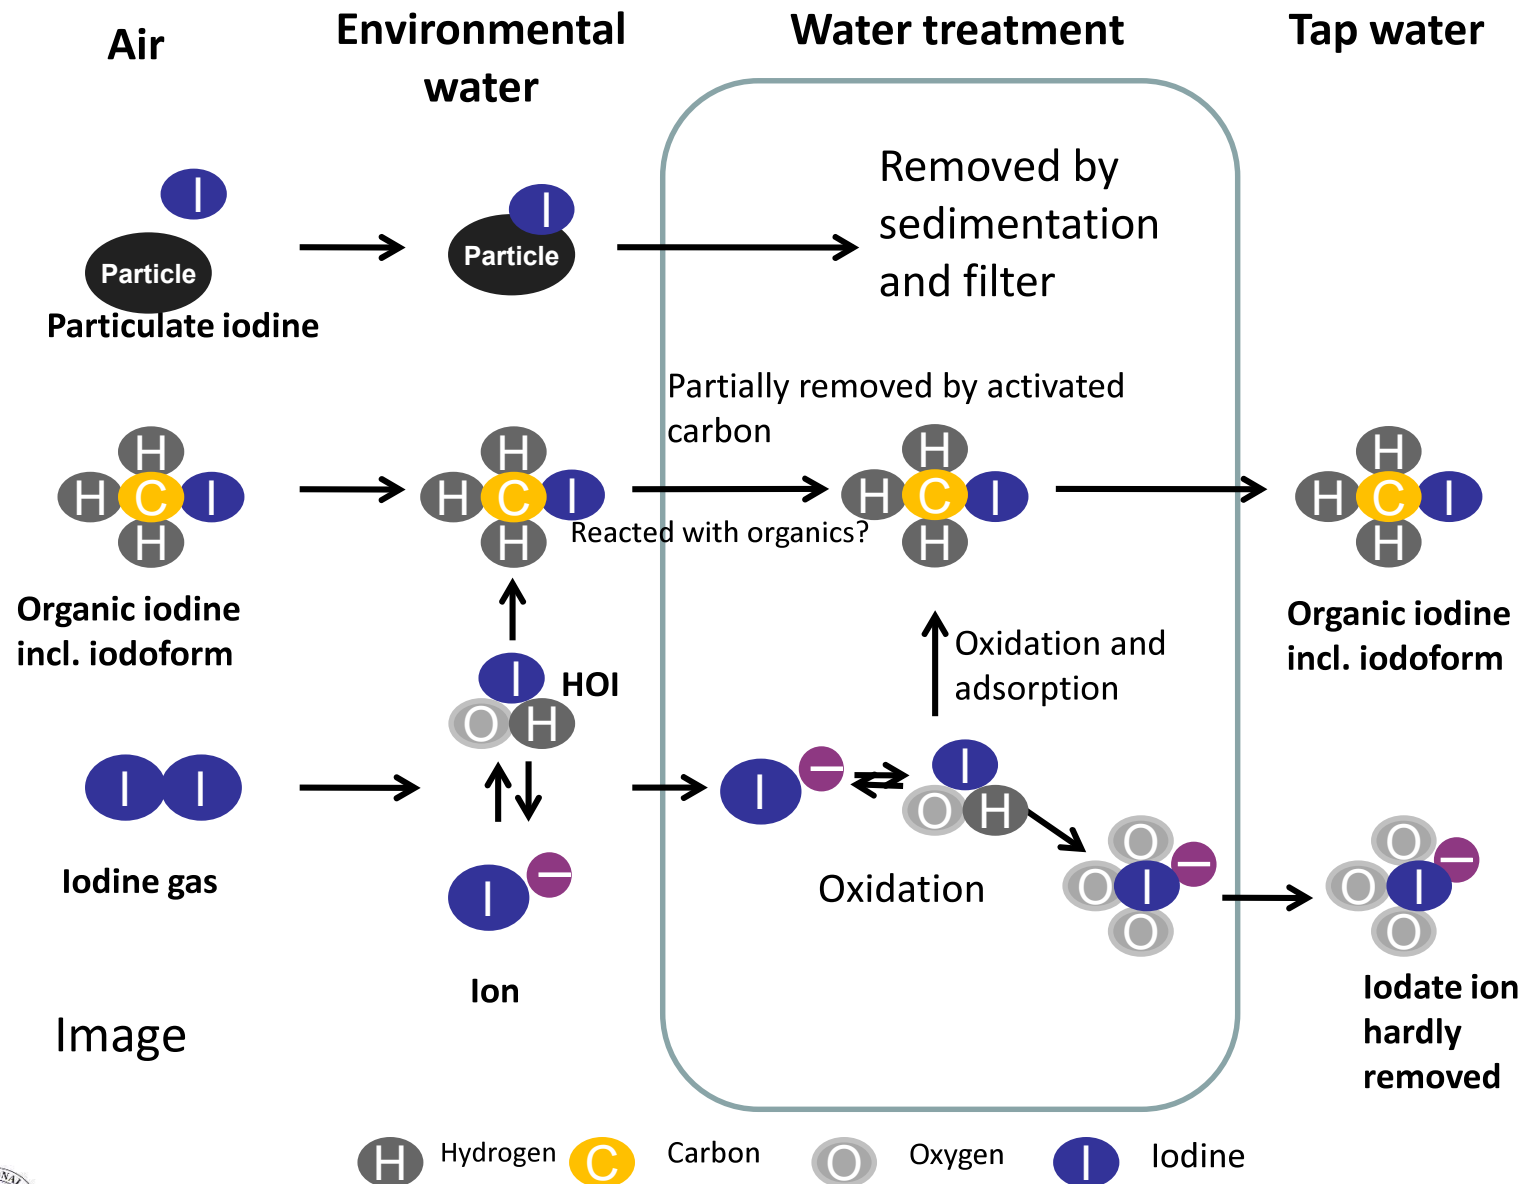 Air
Environmental
water
Water treatment
Tap water
I
Particle
Particulate iodine
I
Particle
Removed by
sedimentation
and filter
Partially removed by activated
carbon
H
H C I
H
H
H C I
H
Reacted with organics?
H
H C I
H
H
H C I
H
Organic iodine
incl. iodoform
Organic iodine
incl. iodoform
I
O H
HOI
Oxidation and
adsorption
I I
Iodine gas
I −
Ion
I −
I
O H
Oxidation
O
O I −
O
O
O I −
O
Iodate ion
hardly
removed
Image
H Hydrogen C Carbon O Oxygen I Iodine